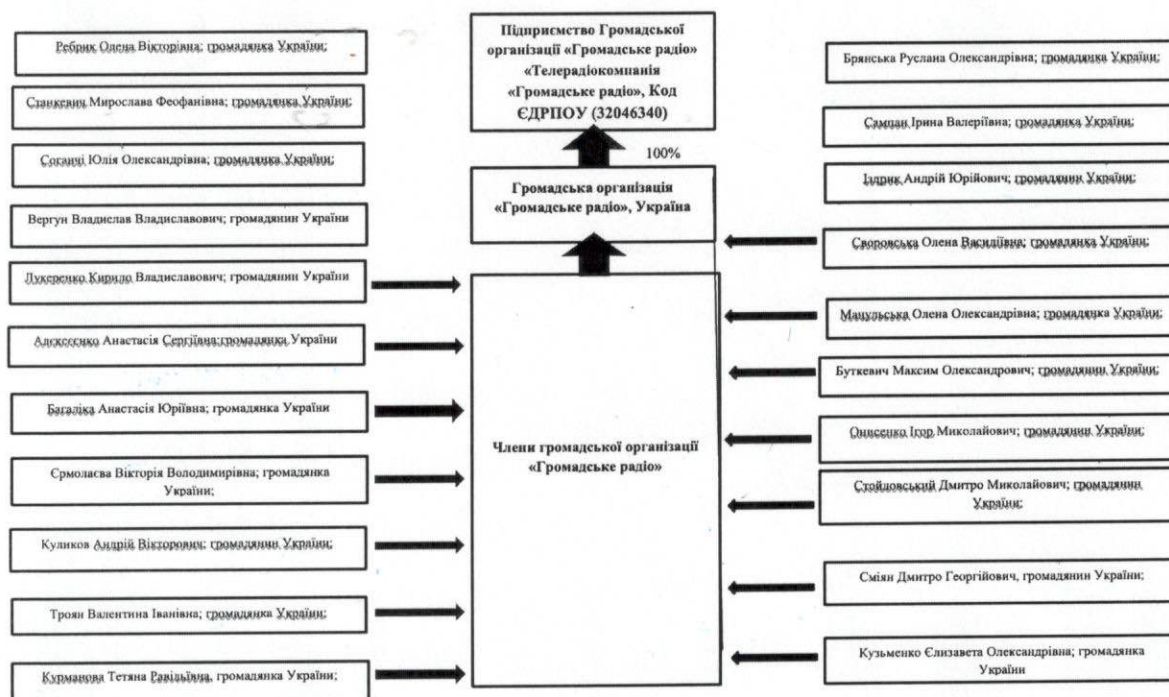 Ребрик Олена Вікторівна; громадянка України;
Станкевич Мирослава Феофанівна; громадянка України;
Соганчі Юлія Олександрівна; громадянка України;
Вергун Владислав Владиславович; громадянин України
Лукеренко Кирило Владиславович; громадянин України
Алєксєєнко Анастасія Сергіївна;громадянка України
Багаліка Анастасія Юріївна; громадянка України
Єрмолаєва Вікторія Володимирівна; громадянка
України;
Куликов Андрій Вікторович; громадянин України;
Троян Валентина Іванівна; громадянка України;
Курманова Тетяна Равільївна, громадянка України;
Підприємство Громадської
організації «Громадське радіо»
«Телерадіокомпанія
«Громадське радіо», Код
ЄДРПОУ (32046340)
100%
Громадська організація
«Громадське радіо», Україна
Члени громадської організації
«Громадське радіо»
Брянська Руслана Олександрівна; громадянка України;
Сампан Ірина Валеріївна; громадянка України;
Іздрик Андрій Юрійович; громадянин України;
Своровська Олена Василіївна; громадянка України;
Мачульська Олена Олександрівна; громадянка України;
Буткевич Максим Олександрович; громадянин України;
Онисенко Ігор Миколайович; громадянин України;
Стойловський Дмитро Миколайович; громадянин
України;
Сміян Дмитро Георгійович, громадянин України;
Кузьменко Єлизавета Олександрівна; громадянка
України